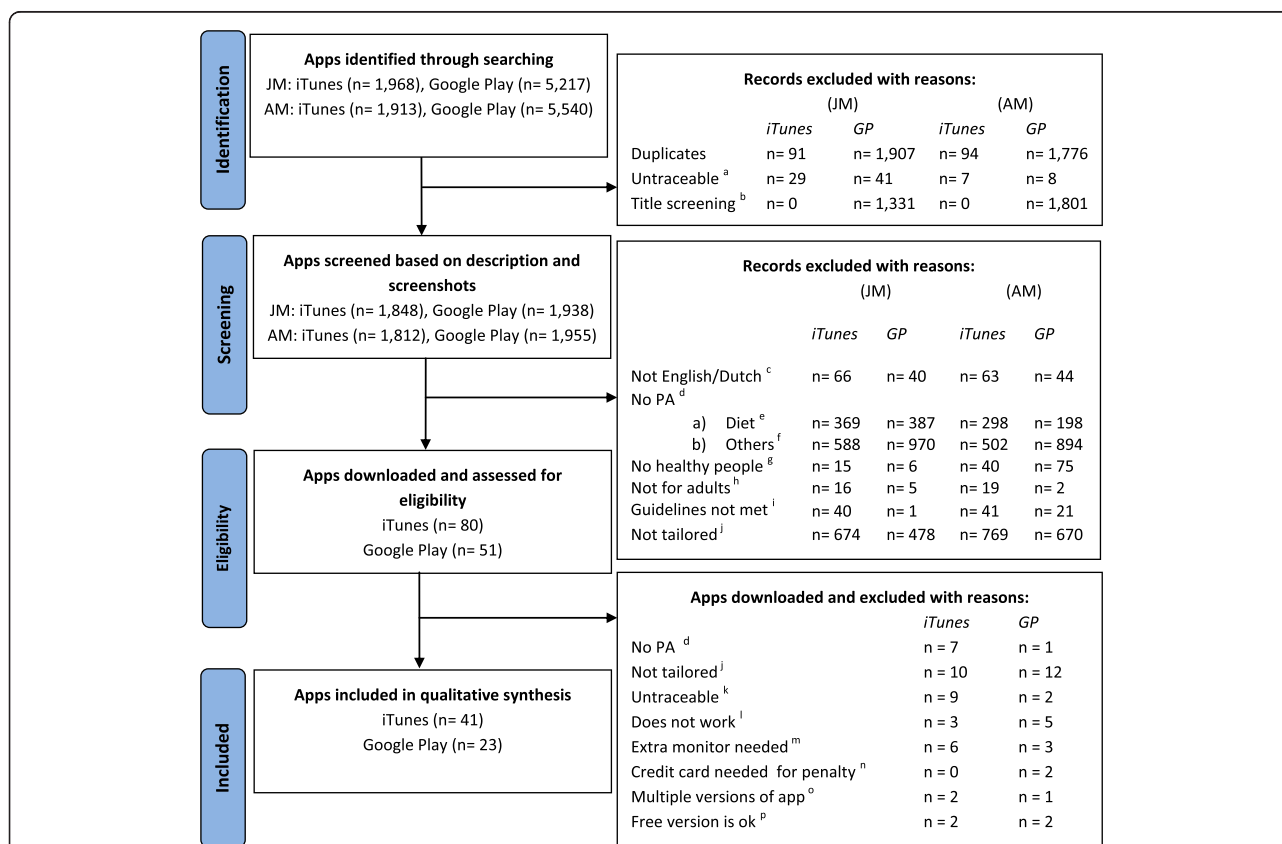 Identification
Apps identified through searching
JM: iTunes (n= 1,968), Google Play (n= 5,217)
AM: iTunes (n= 1,913), Google Play (n= 5,540)
Records excluded with reasons:
(JM) (AM)
iTunes GP iTunes GP
Duplicates n= 91 n= 1,907 n= 94 n= 1,776
Untraceable a n= 29 n= 41 n= 7 n= 8
Title screening b n= 0 n= 1,331 n= 0 n= 1,801
Screening
Apps screened based on description and
screenshots
JM: iTunes (n= 1,848), Google Play (n= 1,938)
AM: iTunes (n= 1,812), Google Play (n= 1,955)
Records excluded with reasons:
(JM) (AM)
iTunes GP iTunes GP
Not English/Dutch c n= 66 n= 40 n= 63 n= 44
No PA d
a) Diet e n= 369 n= 387 n= 298 n= 198
b) Others f n= 588 n= 970 n= 502 n= 894
No healthy people g n= 15 n= 6 n= 40 n= 75
Not for adults h n= 16 n= 5 n= 19 n= 2
Guidelines not met i n= 40 n= 1 n= 41 n= 21
Not tailored j n= 674 n= 478 n= 769 n= 670
Eligibility
Apps downloaded and assessed for
eligibility
iTunes (n= 80)
Google Play (n= 51)
Apps downloaded and excluded with reasons:
iTunes GP
No PA d n = 7 n = 1
Not tailored j n = 10 n = 12
Untraceable k n = 9 n = 2
Does not work l n = 3 n = 5
Extra monitor needed m n = 6 n = 3
Credit card needed for penalty n n = 0 n = 2
Multiple versions of app o n = 2 n = 1
Free version is ok p n = 2 n = 2
Included
Apps included in qualitative synthesis
iTunes (n= 41)
Google Play (n= 23)